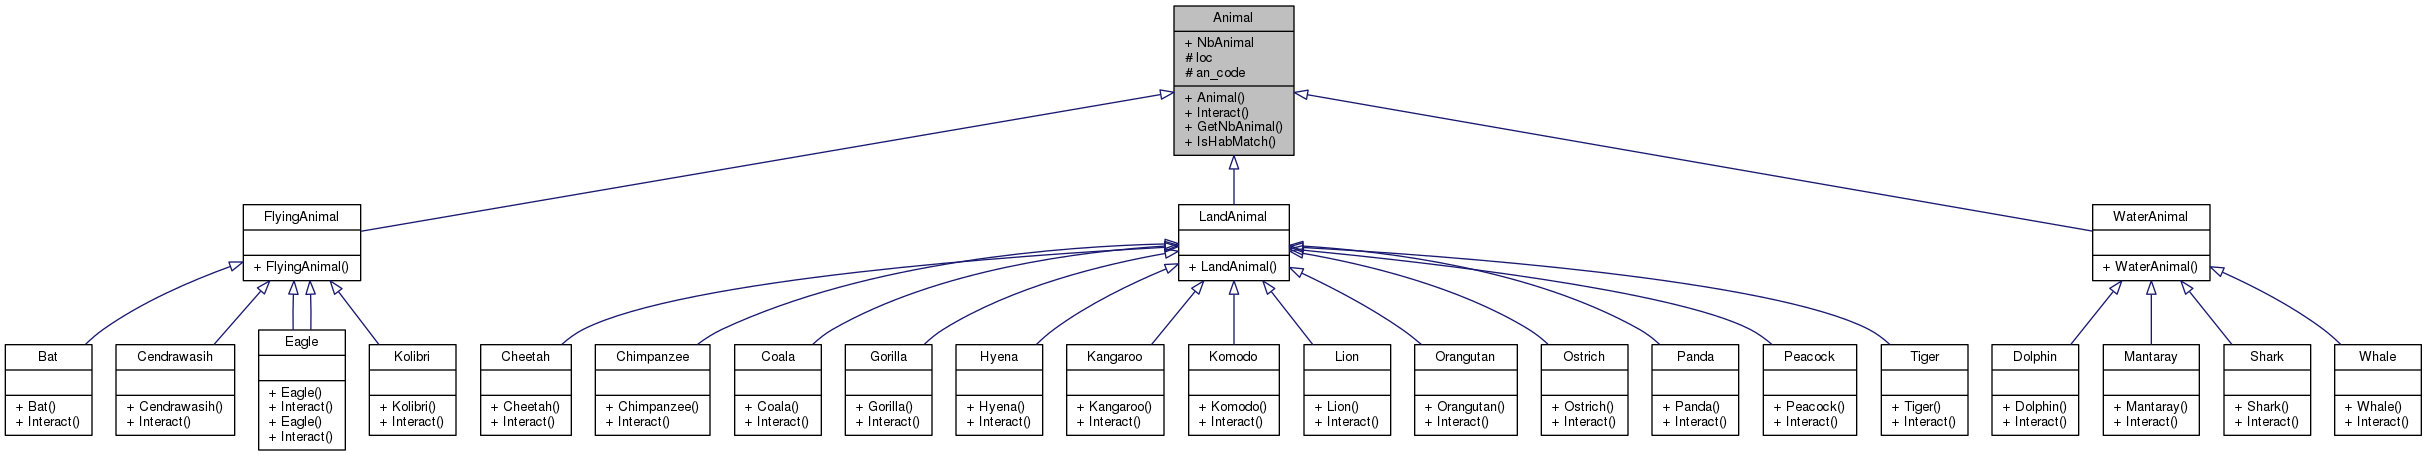 Animal
+ NbAnimal
# loc
# an_code
+ Animal()
+ Interact()
+ GetNbAnimal()
+ IsHabMatch()
FlyingAnimal
+ FlyingAnimal()
LandAnimal
+ LandAnimal()
WaterAnimal
+ WaterAnimal()
Bat
+ Bat()
+ Interact()
Cendrawasih
+ Cendrawasih()
+ Interact()
Eagle
+ Eagle()
+ Interact()
+ Eagle()
+ Interact()
Kolibri
+ Kolibri()
+ Interact()
Cheetah
+ Cheetah()
+ Interact()
Chimpanzee
+ Chimpanzee()
+ Interact()
Coala
+ Coala()
+ Interact()
Gorilla
+ Gorilla()
+ Interact()
Hyena
+ Hyena()
+ Interact()
Kangaroo
+ Kangaroo()
+ Interact()
Komodo
+ Komodo()
+ Interact()
Lion
+ Lion()
+ Interact()
Orangutan
+ Orangutan()
+ Interact()
Ostrich
+ Ostrich()
+ Interact()
Panda
+ Panda()
+ Interact()
Peacock
+ Peacock()
+ Interact()
Tiger
+ Tiger()
+ Interact()
Dolphin
+ Dolphin()
+ Interact()
Mantaray
+ Mantaray()
+ Interact()
Shark
+ Shark()
+ Interact()
Whale
+ Whale()
+ Interact()